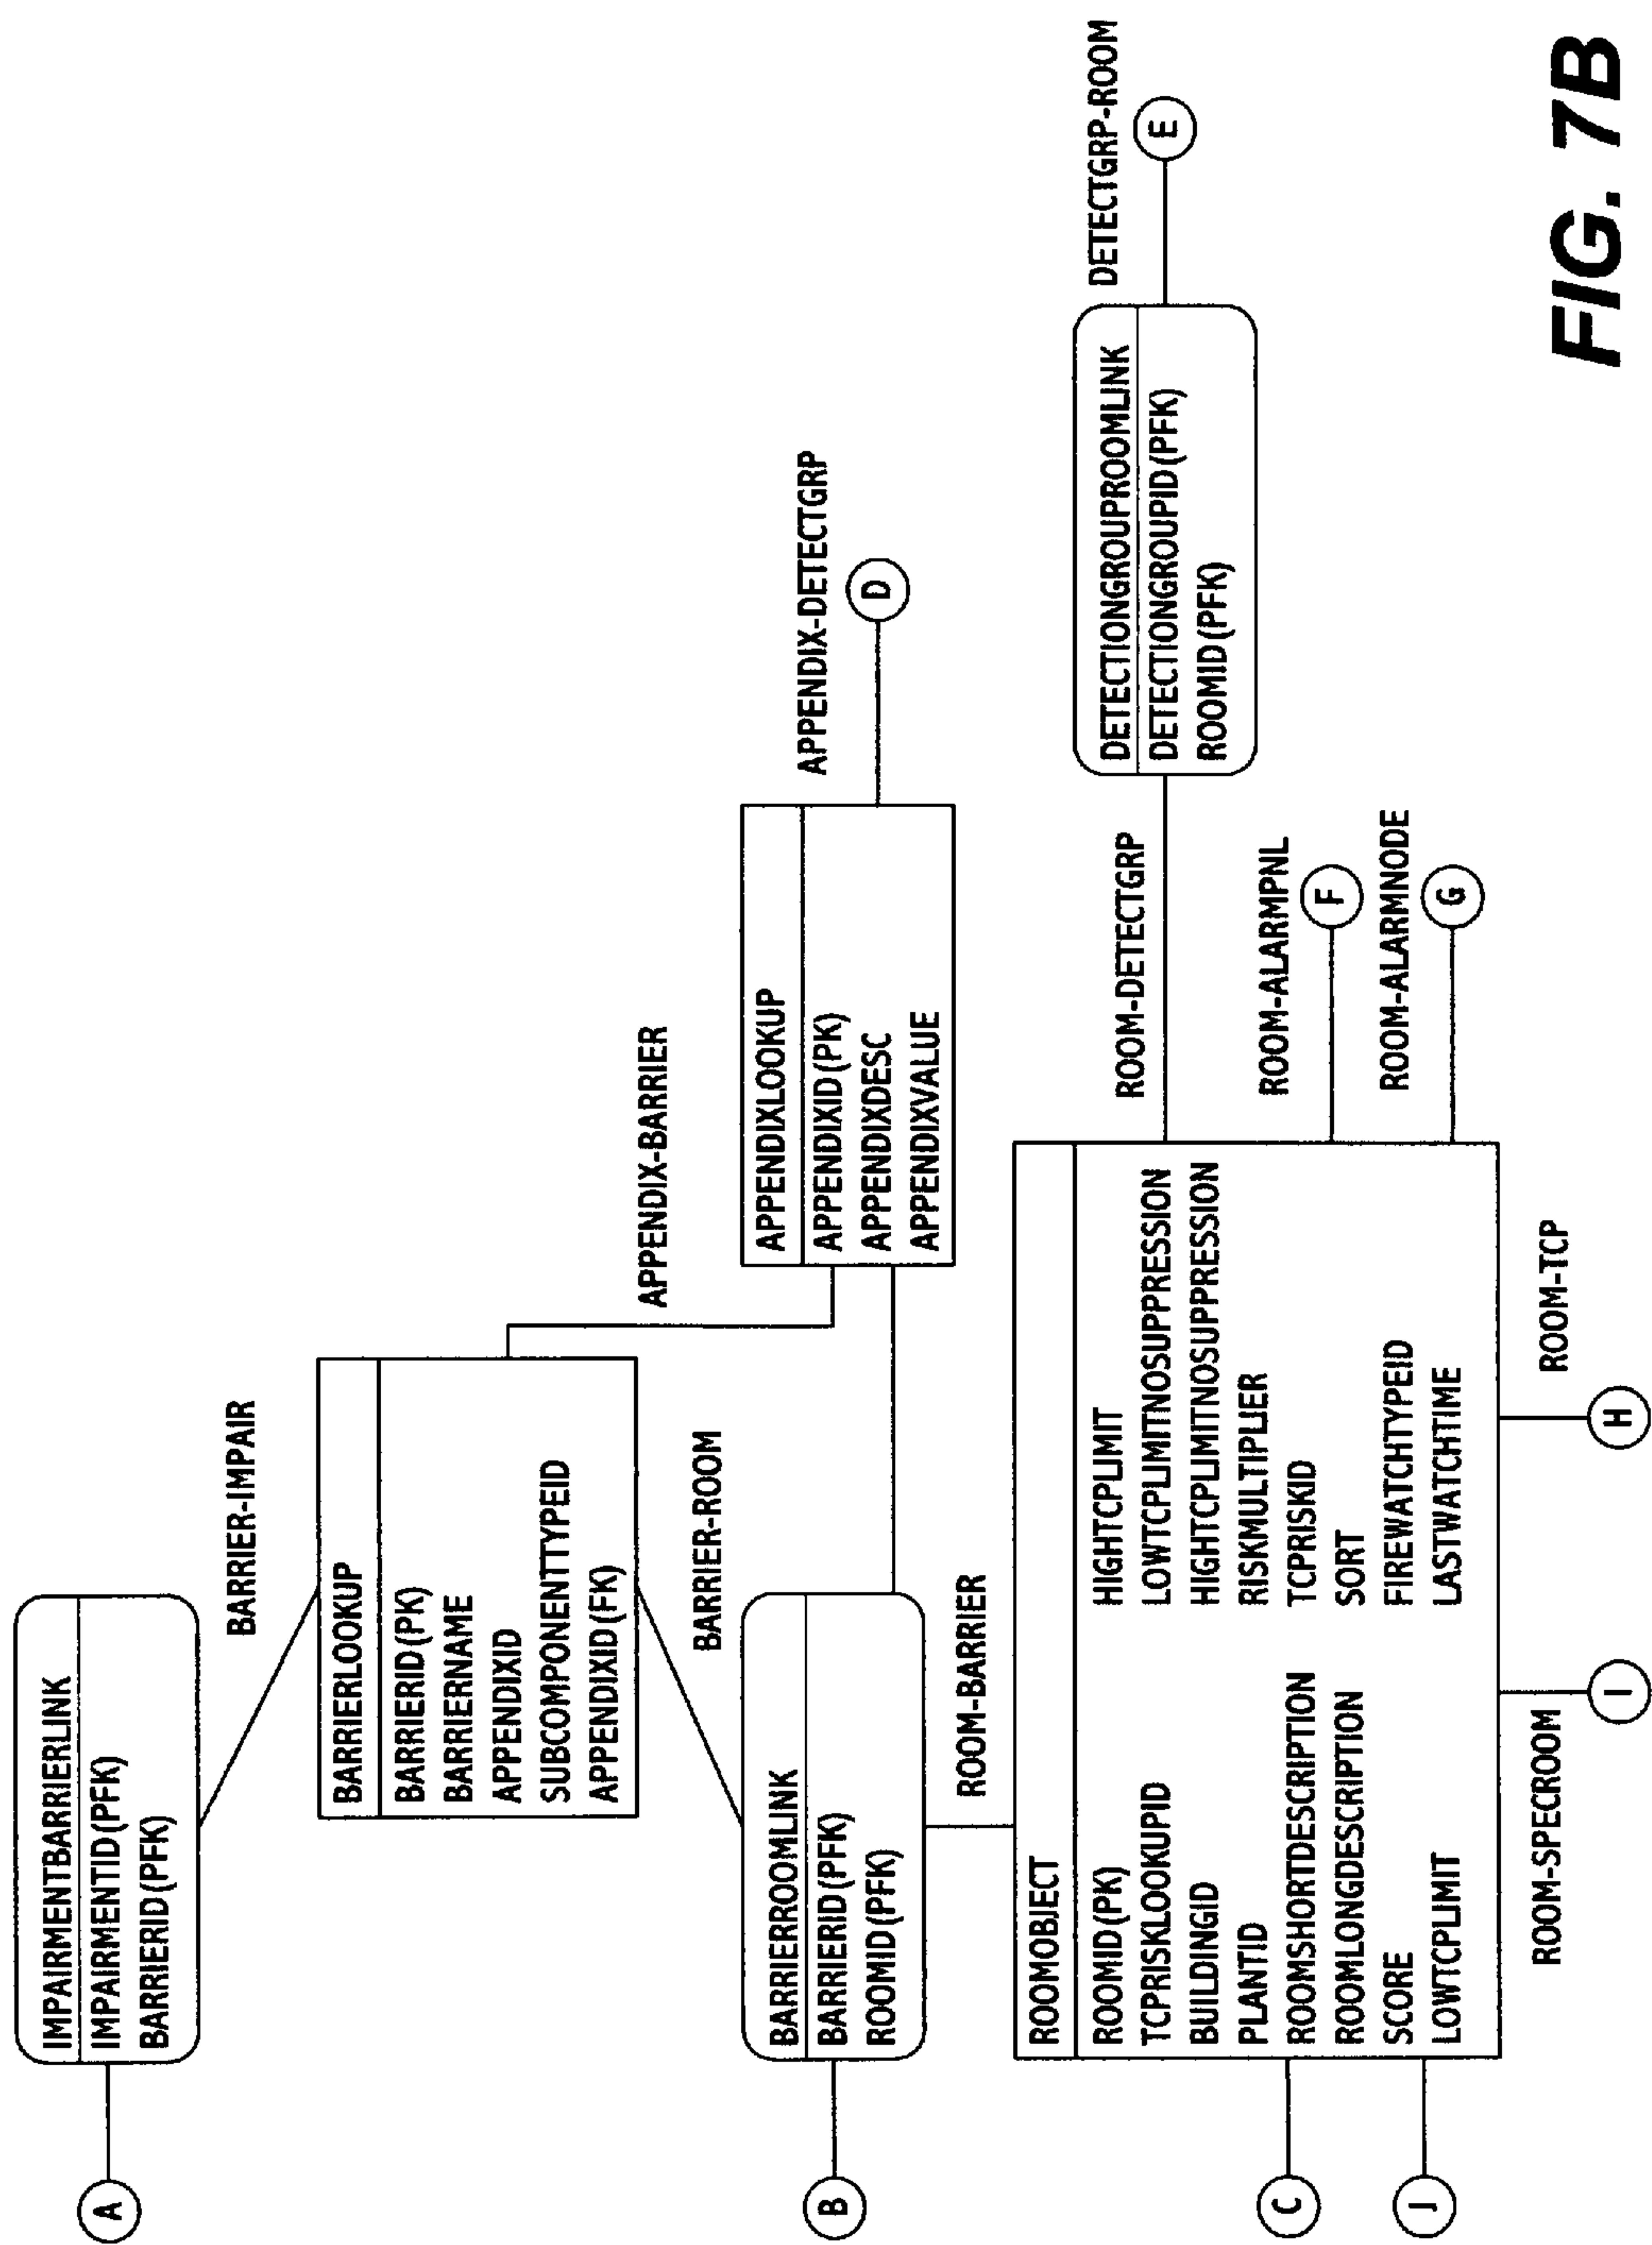 A
IMPAIRMENTBARRIERLINK
IMPAIRMENTID(PFK)
BARRIERID(PFK)
BARRIER-IMPAIR
BARRIERLOOKUP
BARRIERID(PK)
BARRIERNAME
APPENDIXID
SUBCOMPONENTTYPEID
APPENDIXID(FK)
APPENDIX-BARRIER
BARRIER-ROOM
B
BARRIERROOMLINK
BARRIERID(PFK)
ROOMID(PFK)
APPENDIXLOOKUP
APPENDIXID(PK)
APPENDIXDESC
APPENDIXVALUE
APPENDIX-DETECTGRP
D
ROOM-BARRIER
ROOMOBJECT
ROOMID(PK)
TCPRISKLOOKUPID
BUILDINGID
PLANTID
ROOMSHORTDESCRIPTION
ROOMLONGDESCRIPTION
SCORE
LOWTCPLIMIT
HIGHTCPLIMIT
LOWTCPLIMITNOSUPPRESSION
HIGHTCPLIMITNOSUPPRESSION
RISKMULTIPLIER
TCPRISKID
SORT
FIREWATCHTYPEID
LASTWATCHTIME
C
J
ROOM-DETECTGRP
DETECTIONGROUPROOMLINK
DETECTIONGROUPID(PFK)
ROOMID(PFK)
DETECTGRP-ROOM
E
ROOM-ALARMPNL
F
ROOM-ALARMNODE
G
ROOM-SPECROOM
I
ROOM-TCP
H
FIG. 7B